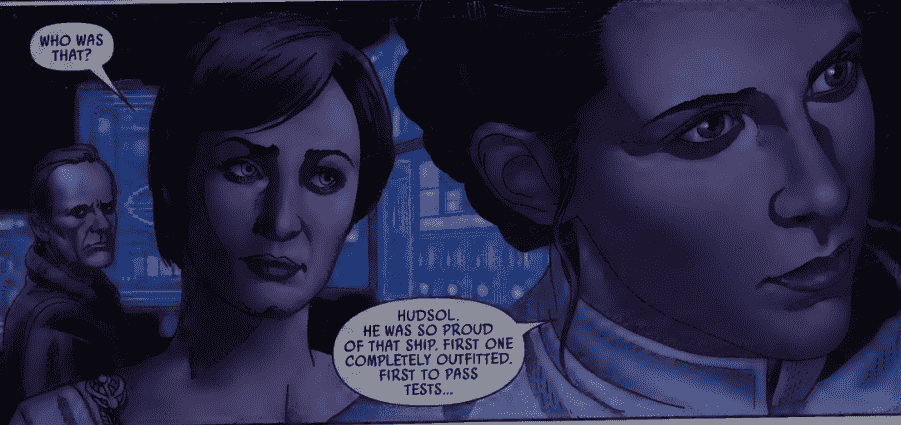 WHO WAS
THAT?
HUDSOL.
HE WAS SO PROUD
OF THAT SHIP. FIRST ONE
COMPLETELY OUTFITTED.
FIRST TO PASS
TESTS...